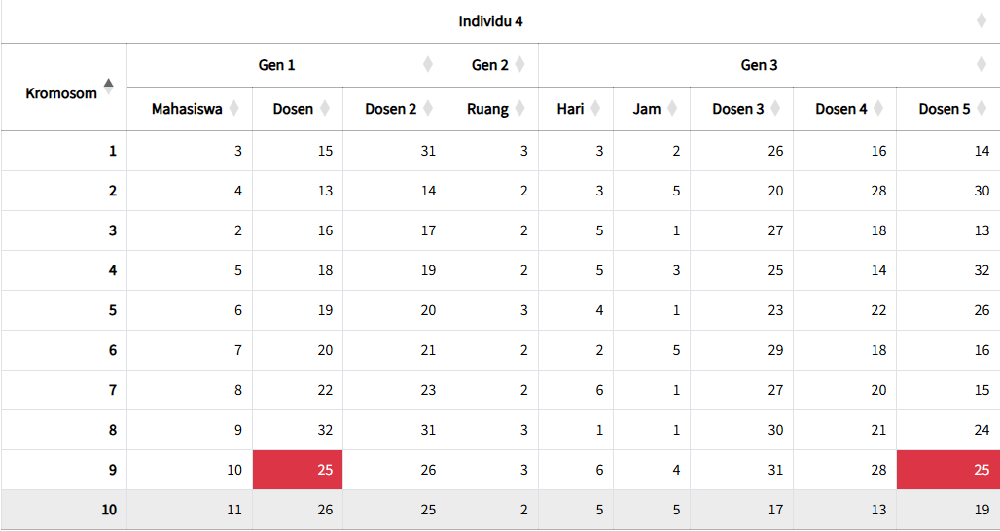 Individu 4
Kromosom Gen 1 Gen 2 Gen 3
Mahasiswa Dosen Dosen 2 Ruang Hari Jam Dosen 3 Dosen 4 Dosen 5
1 3 15 31 3 3 2 26 16 14
2 4 13 14 2 3 5 20 28 30
3 2 16 17 2 5 1 27 18 13
4 5 18 19 2 5 3 25 14 32
5 6 19 20 3 4 1 23 22 26
6 7 20 21 2 2 5 29 18 16
7 8 22 23 2 6 1 27 20 15
8 9 32 31 3 1 1 30 21 24
9 10 25 26 3 6 4 31 28 25
10 11 26 25 2 5 5 17 13 19